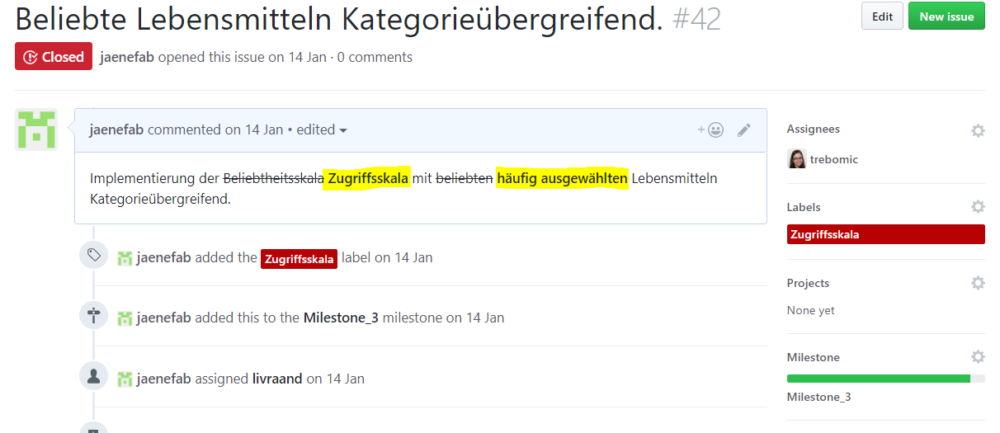 Beliebte Lebensmitteln Kategorieübergreifend. #42
Edit
New issue
Closed jaenefab opened this issue on 14 Jan · 0 comments
jaenefab commented on 14 Jan • edited
Implementierung der Beliebtheitsskala Zugriffsskala mit beliebten häufig ausgewählten Lebensmitteln
Kategorieübergreifend.
jaenefab added the Zugriffsskala label on 14 Jan
jaenefab added this to the Milestone_3 milestone on 14 Jan
jaenefab assigned livraand on 14 Jan
Assignees
trebomic
Labels
Zugriffsskala
Projects
None yet
Milestone
Milestone_3